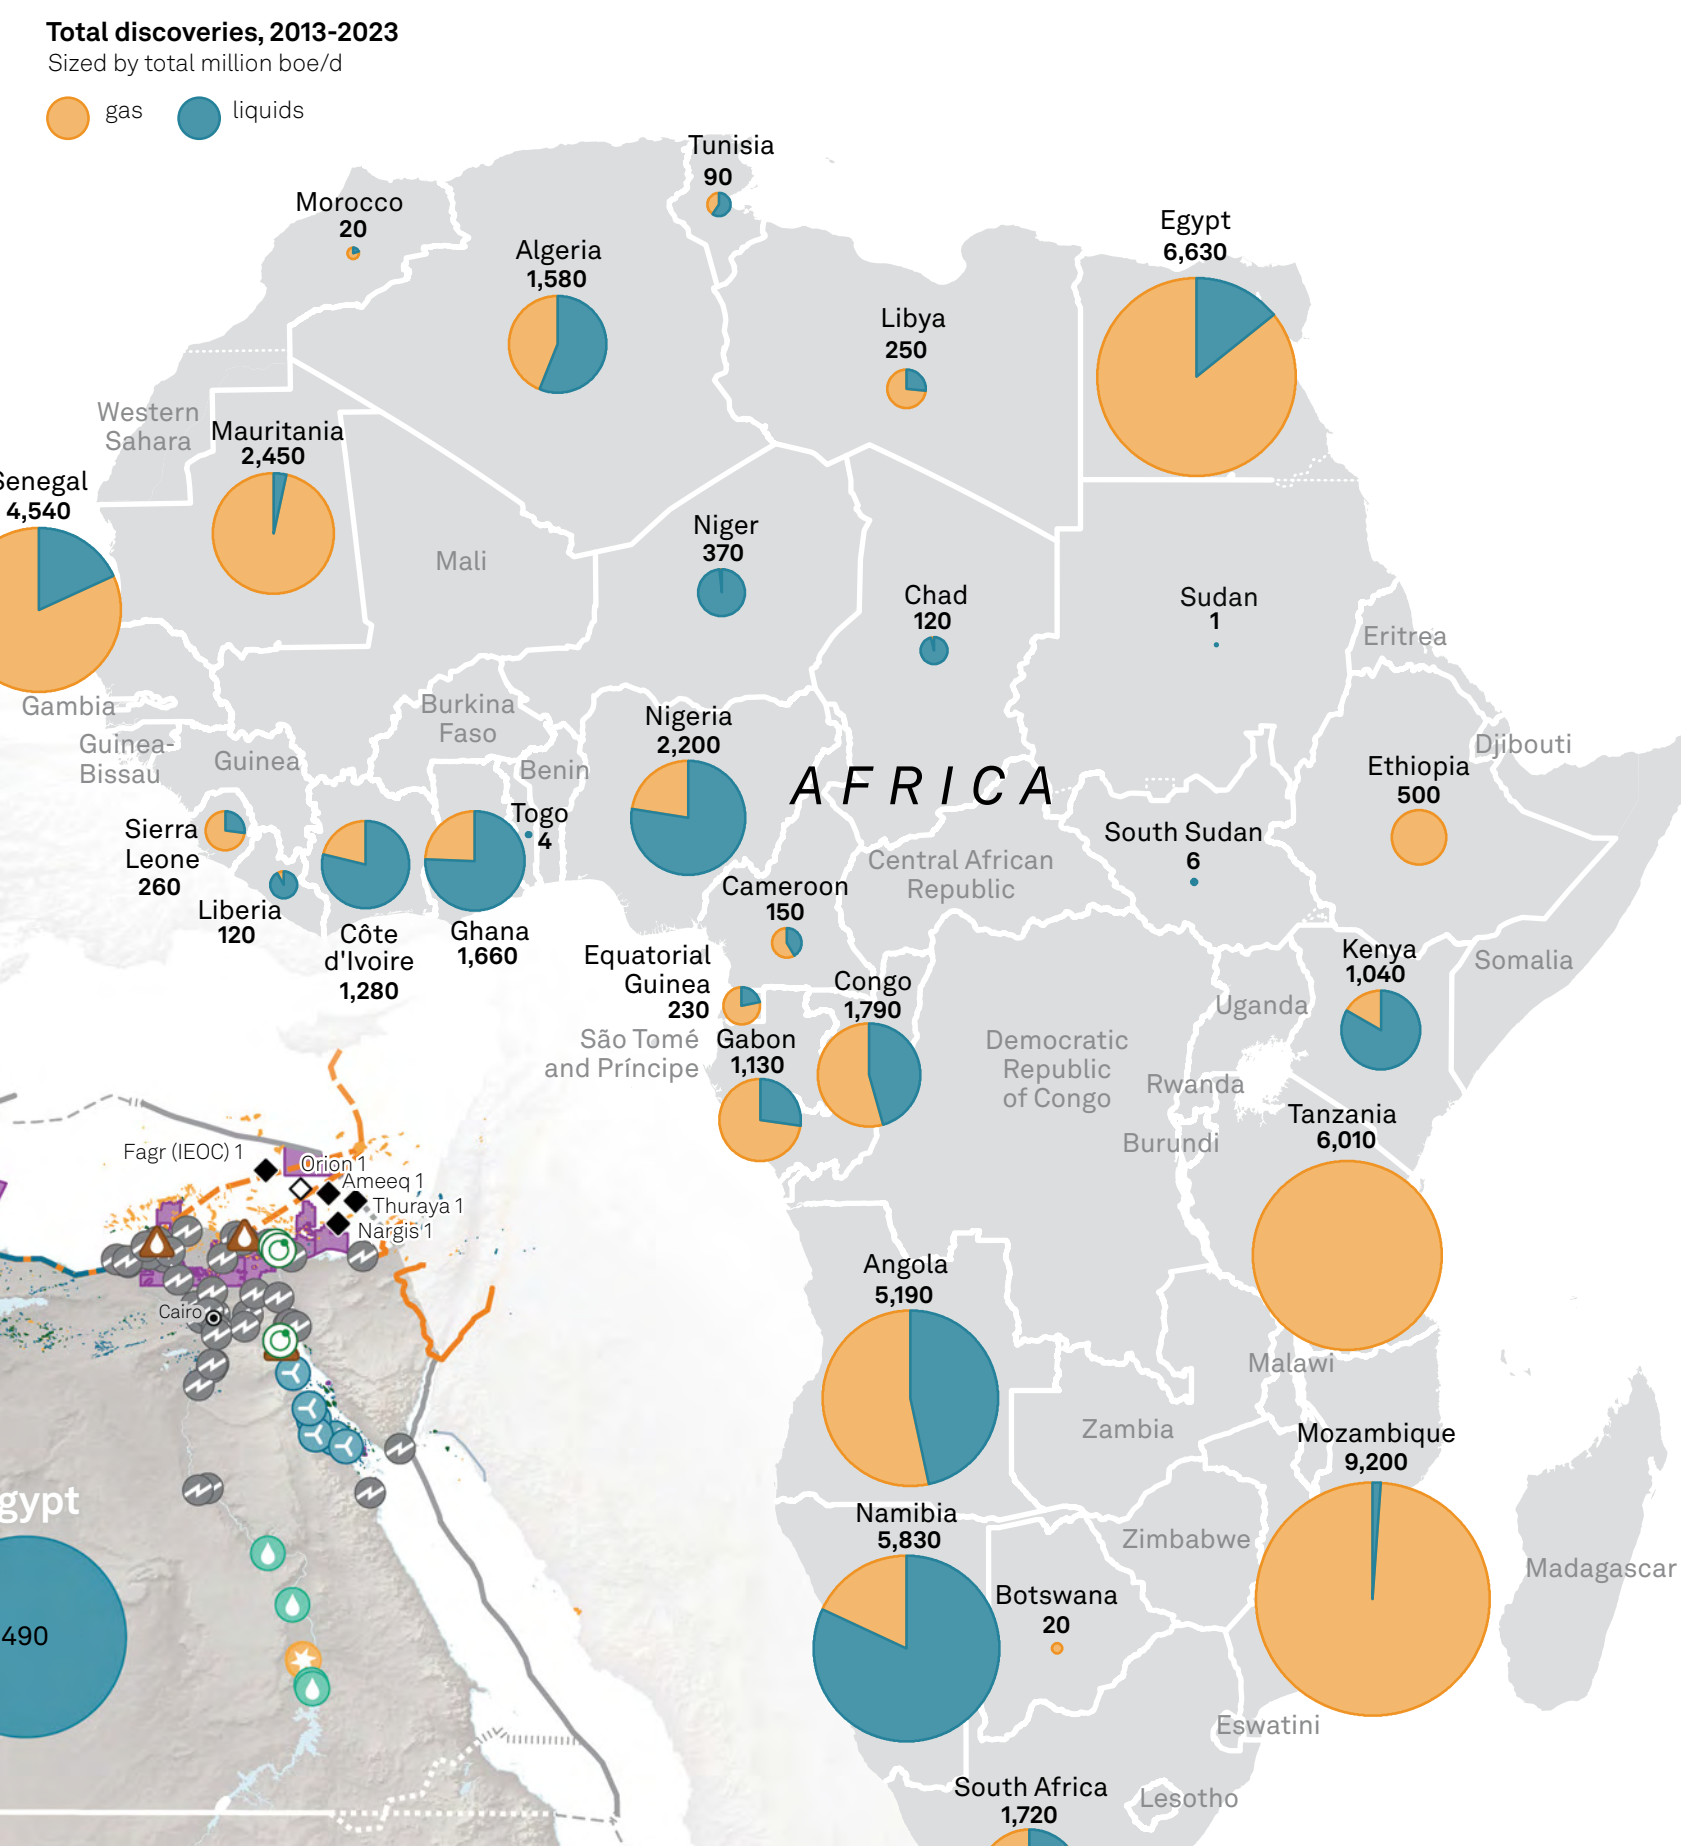 Total discoveries, 2013-2023
Sized by total million boe/d
gas
liquids
Tunisia
90
Morocco
20
Algeria
1,580
Egypt
6,630
Libya
250
Western
Sahara
Mauritania
2,450
Senegal
4,540
Mali
Niger
370
Chad
120
Sudan
1
Eritrea
Gambia
Guinea-
Bissau
Guinea
Burkina
Faso
Benin
Nigeria
2,200
AFRICA
Djibouti
Ethiopia
500
Togo
4
Sierra
Leone
260
Liberia
120
Côte
d'Ivoire
1,280
Ghana
1,660
South Sudan
6
Central African
Republic
Cameroon
150
Equatorial
Guinea
230
Congo
1,790
Kenya
1,040
Somalia
Uganda
São Tomé
and Príncipe
Gabon
1,130
Democratic
Republic
of Congo
Rwanda
Burundi
Tanzania
6,010
Fagr (IEOC) 1
Orion 1
Ameeq 1
Thuraya 1
Nargis 1
Cairo
Angola
5,190
Malawi
Zambia
Mozambique
9,200
Namibia
5,830
Zimbabwe
Madagascar
Botswana
20
gypt
490
Eswatini
South Africa
1,720
Lesotho